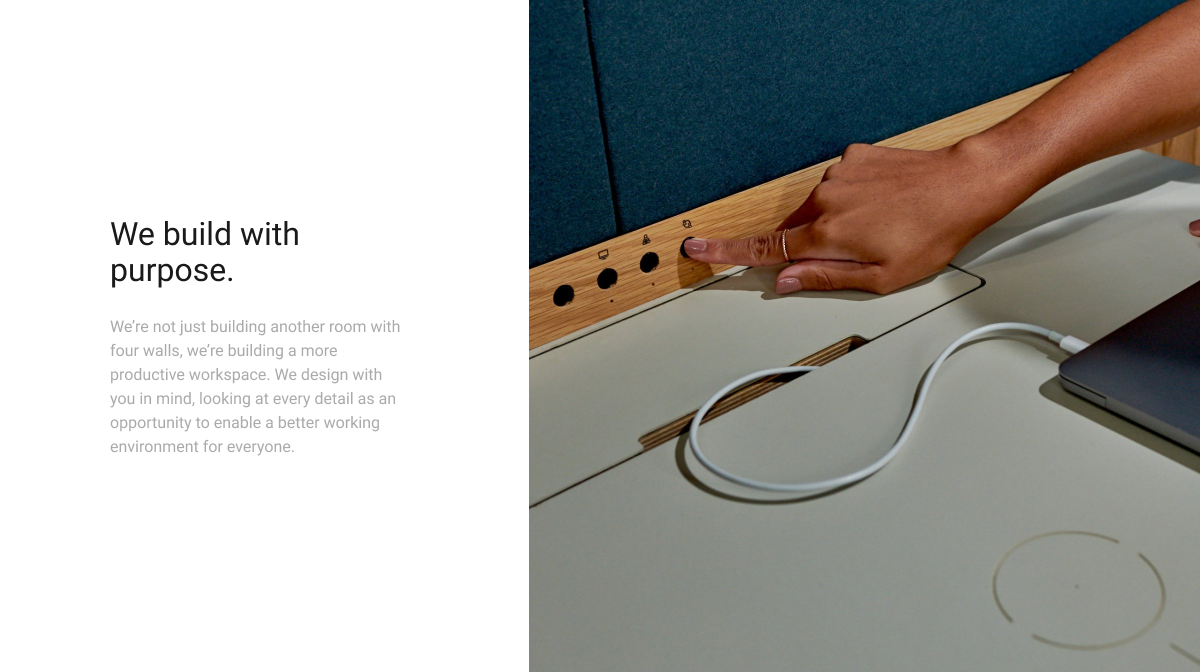 We build with
purpose.
We’re not just building another room with
four walls, we’re building a more
productive workspace. We design with
you in mind, looking at every detail as an
opportunity to enable a better working
environment for everyone.